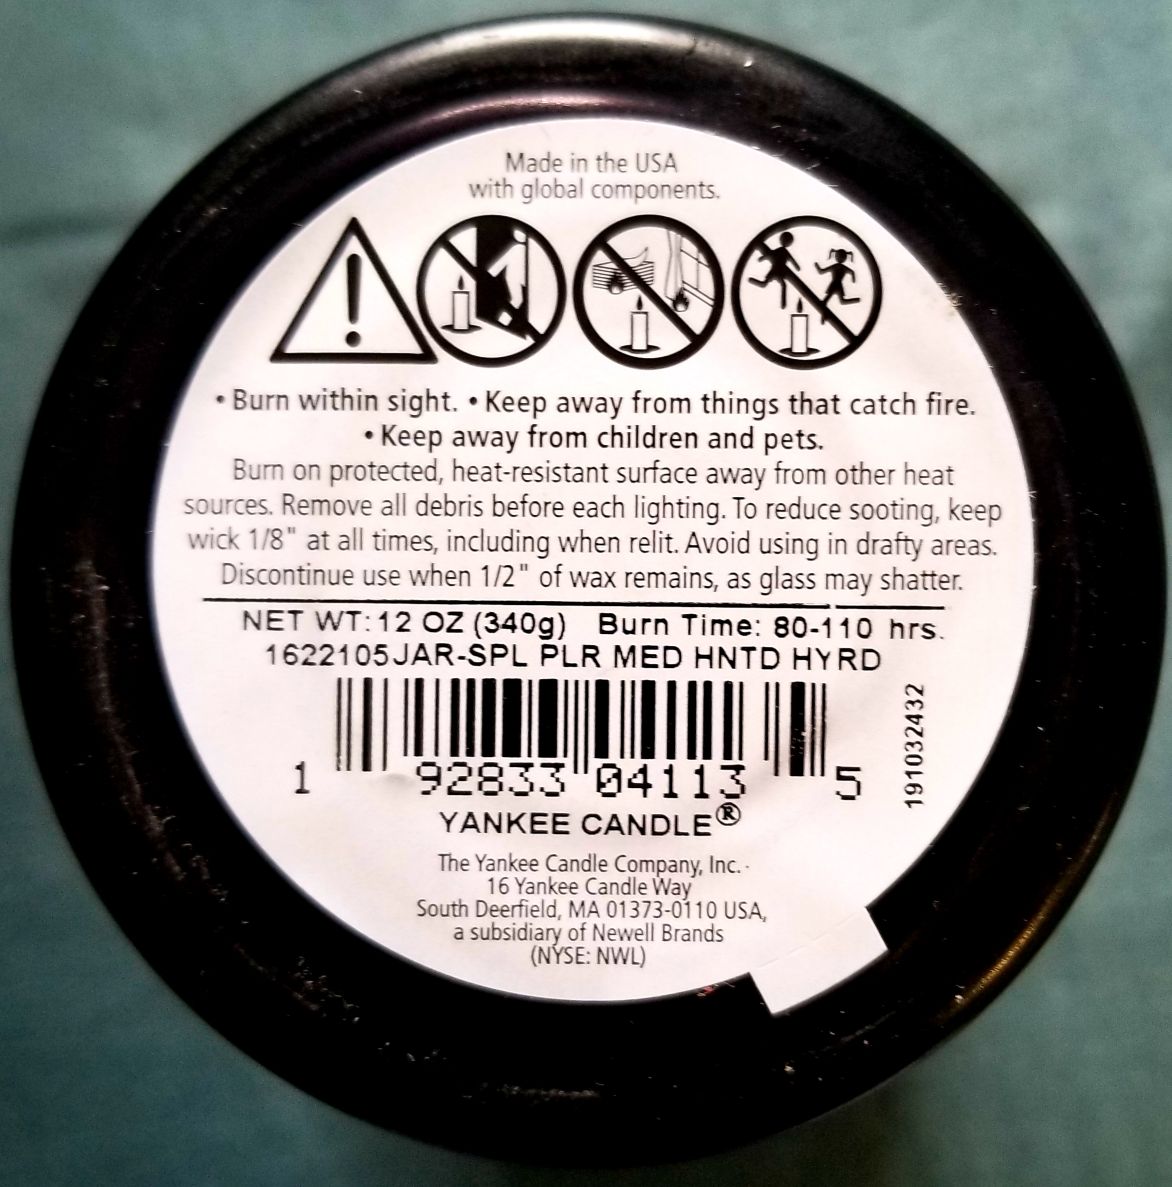 Made in the USA
with global components.
• Burn within sight. • Keep away from things that catch fire.
• Keep away from children and pets.
Burn on protected, heat-resistant surface away from other heat
sources. Remove all debris before each lighting. To reduce sooting, keep
wick 1/8" at all times, including when relit. Avoid using in drafty areas.
Discontinue use when 1/2" of wax remains, as glass may shatter.
NET WT:12 OZ (340g) Burn Time: 80-110 hrs.
1622105JAR-SPL PLR MED HNTD HYRD
1 92833 04113 5
191032432
YANKEE CANDLE®
The Yankee Candle Company, Inc.
16 Yankee Candle Way
South Deerfield, MA 01373-0110 USA,
a subsidiary of Newell Brands
(NYSE: NWL)